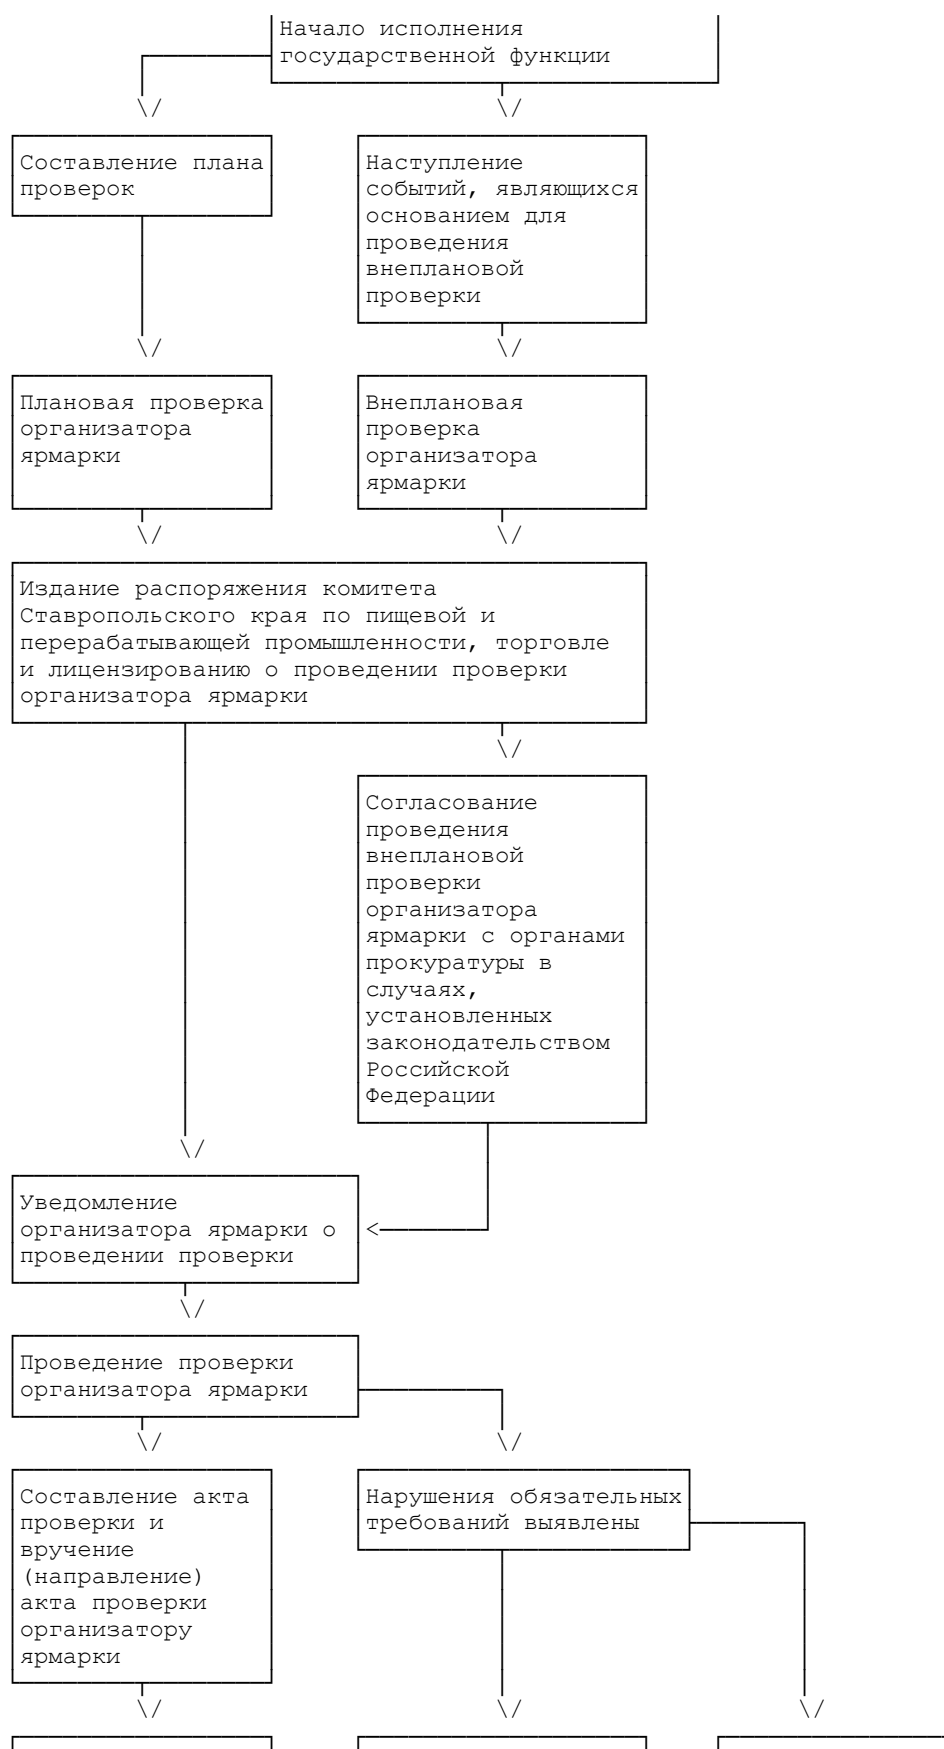 Начало исполнения
государственной функции
Составление плана
проверок
Наступление
событий, являющихся
основанием для
проведения
внеплановой
проверки
Плановая проверка
организатора
ярмарки
Внеплановая
проверка
организатора
ярмарки
Издание распоряжения комитета
Ставропольского края по пищевой и
перерабатывающей промышленности, торговле
и лицензированию о проведении проверки
организатора ярмарки
Согласование
проведения
внеплановой
проверки
организатора
ярмарки с органами
прокуратуры в
случаях,
установленных
законодательством
Российской
Федерации
Уведомление
организатора ярмарки о
проведении проверки
Проведение проверки
организатора ярмарки
Составление акта
проверки и
вручение
(направление)
акта проверки
организатору
ярмарки
Нарушения обязательных
требований выявлены